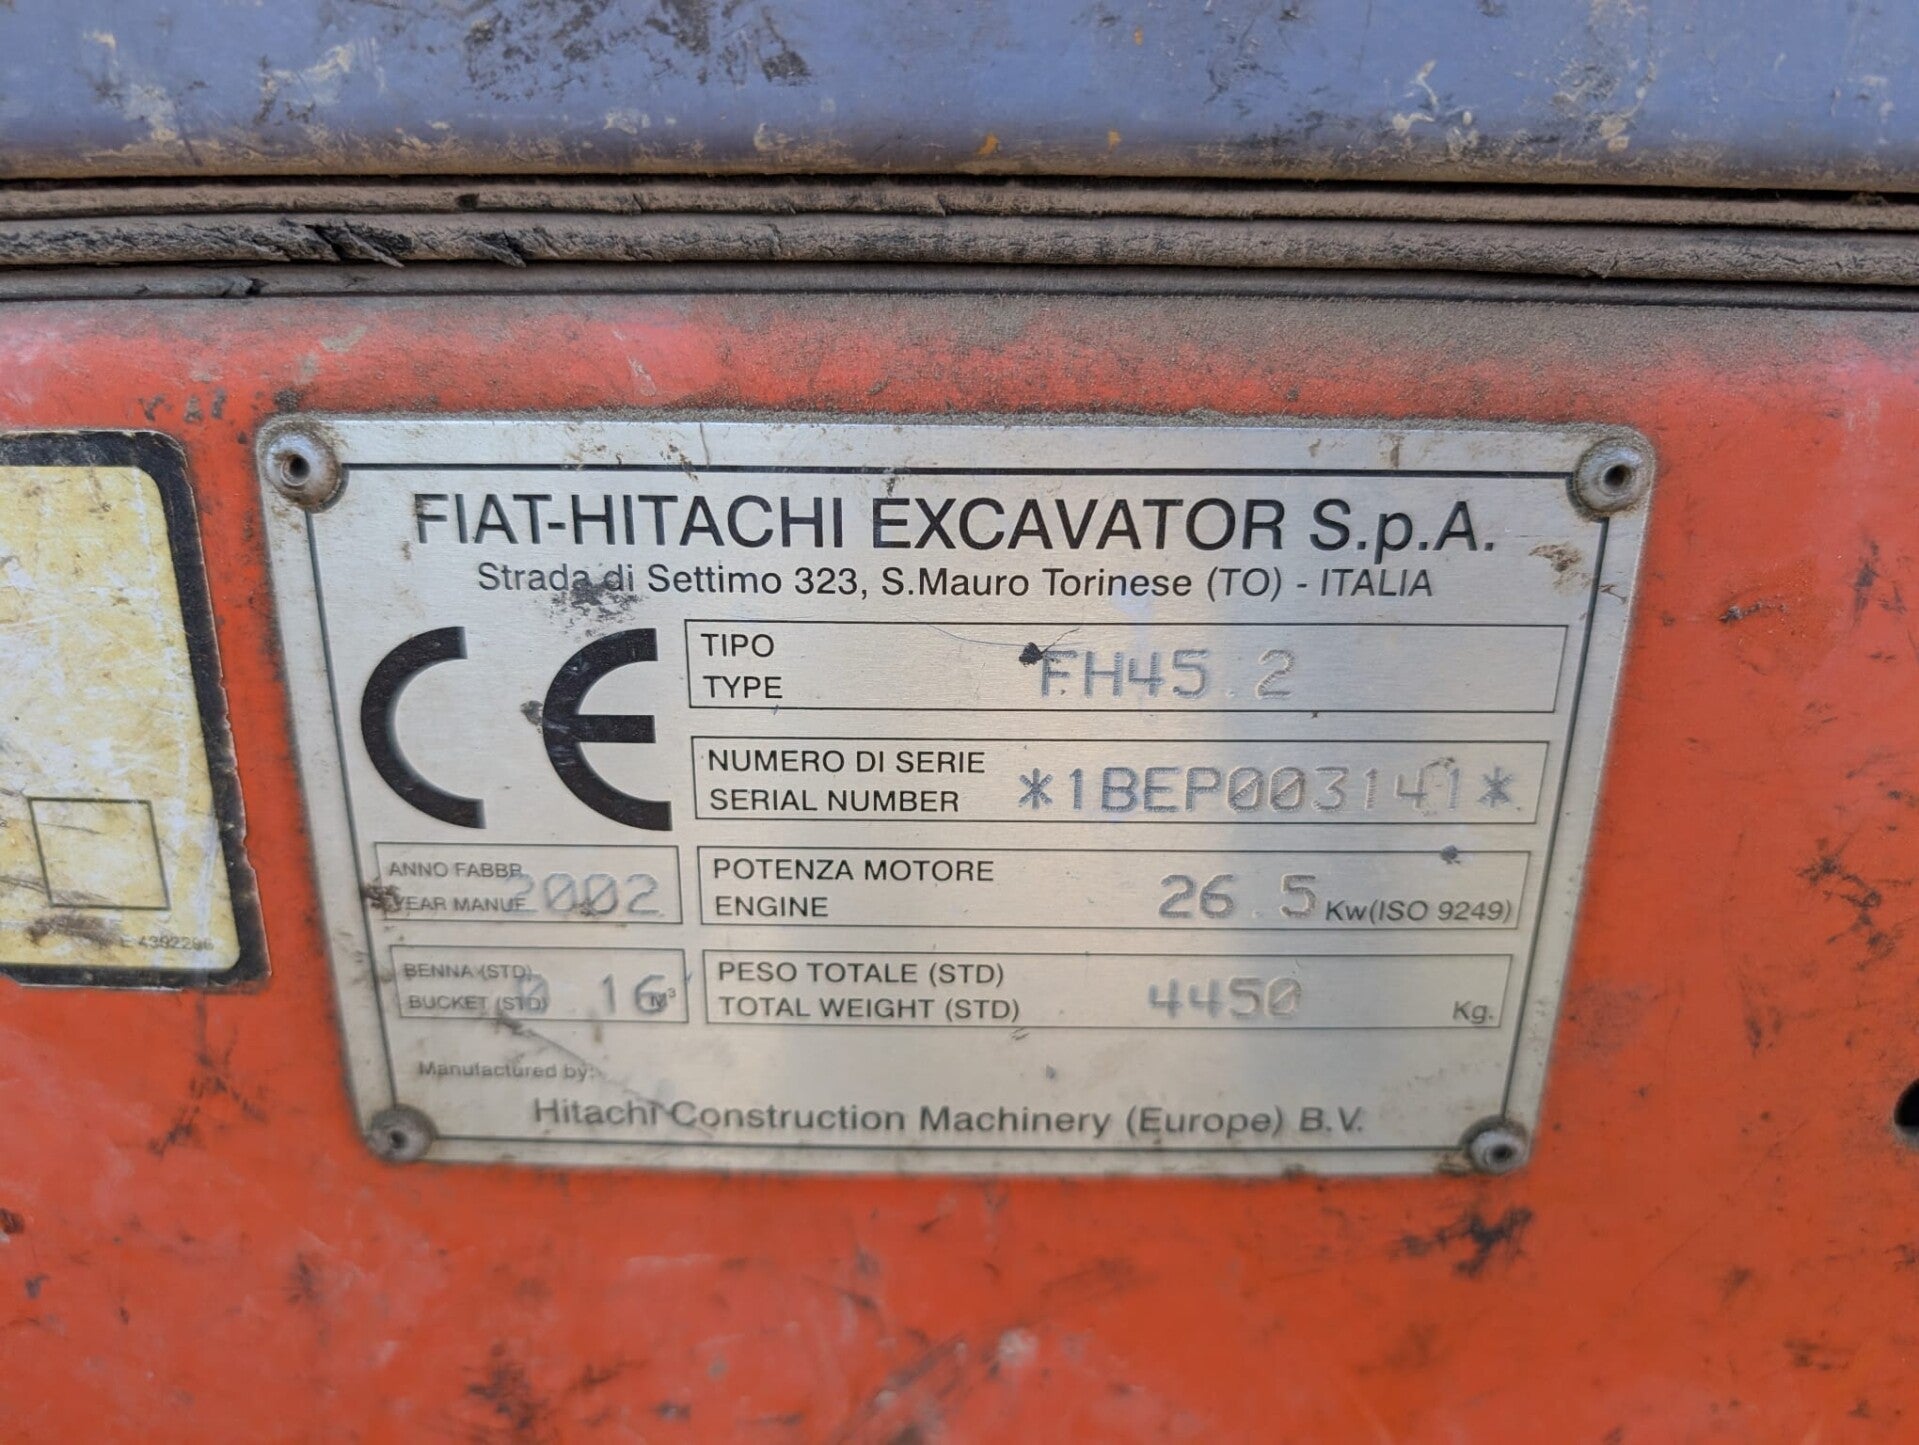 FIAT-HITACHI EXCAVATOR S.p.A.
Strada di Settimo 323, S.Mauro Torinese (TO) - ITALIA
CE
TIPO
TYPE
FH45.2
NUMERO DI SERIE
SERIAL NUMBER
*1BEP003141*
ANNO FABBR.
YEAR MANUF.
2002
POTENZA MOTORE
ENGINE
26.5 Kw(ISO 9249)
BENNA (STD)
BUCKET (STD)
0.16 M³
PESO TOTALE (STD)
TOTAL WEIGHT (STD)
4450 Kg.
Manufactured by:
Hitachi Construction Machinery (Europe) B.V.